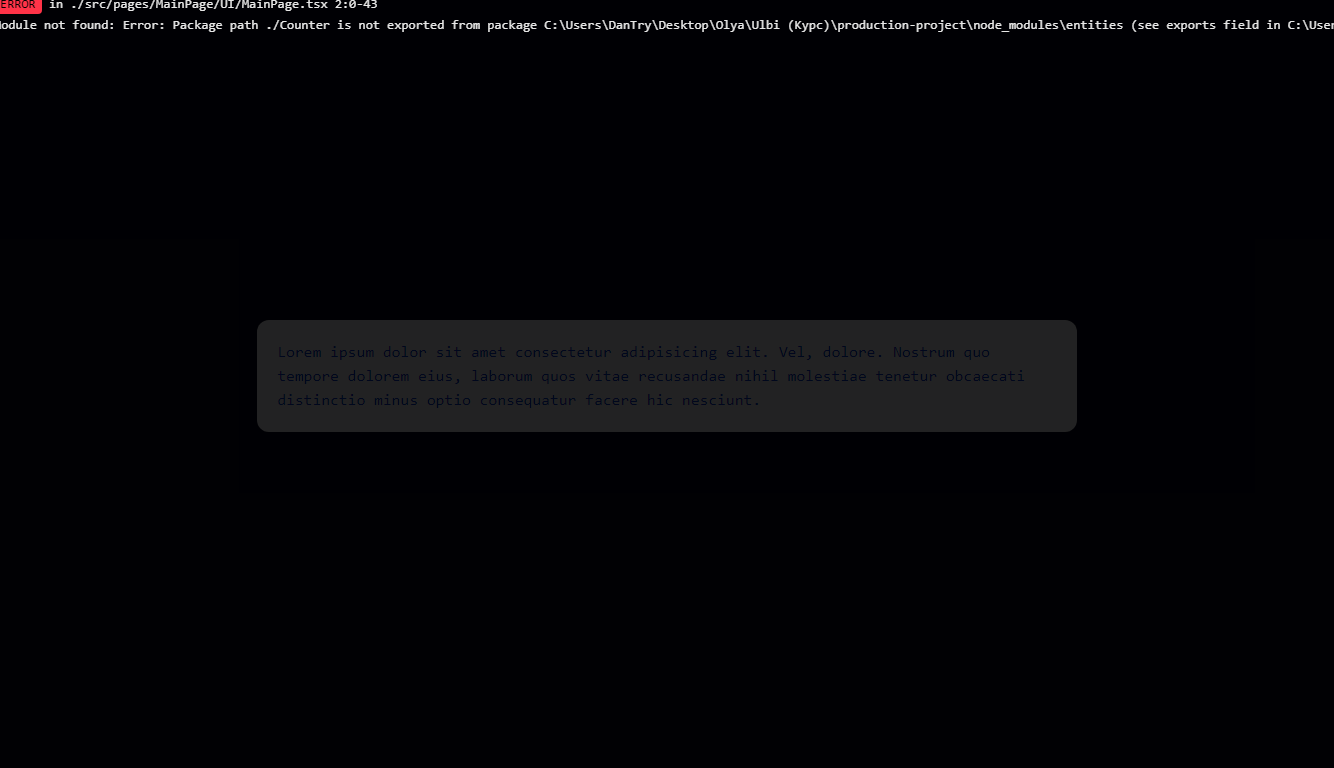 ERROR in ./src/pages/MainPage/UI/MainPage.tsx 2:0-43
Module not found: Error: Package path ./Counter is not exported from package C:\Users\DanTry\Desktop\Olya\Ulbi (Курс)\production-project\node_modules\entities (see exports field in C:\User
Lorem ipsum dolor sit amet consectetur adipisicing elit. Vel, dolore. Nostrum quo
tempore dolorem eius, laborum quos vitae recusandae nihil molestiae tenetur obcaecati
distinctio minus optio consequatur facere hic nesciunt.